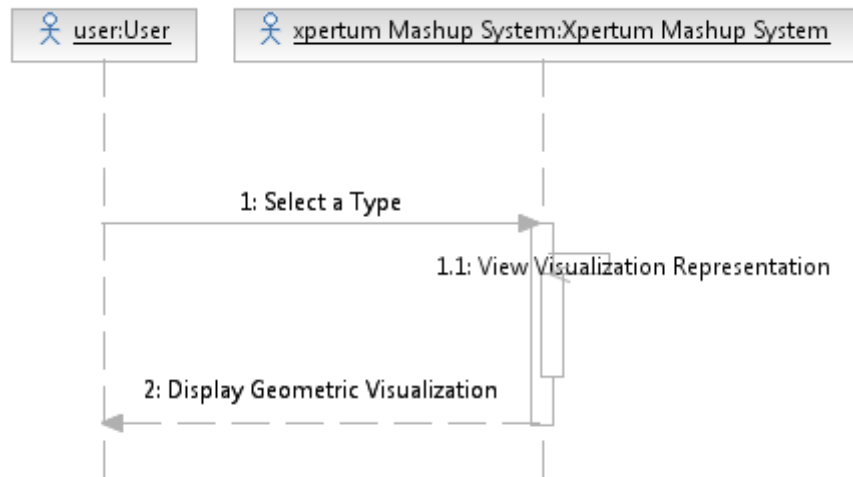 user:User
xpertum Mashup System:Xpertum Mashup System
1: Select a Type
1.1: View Visualization Representation
2: Display Geometric Visualization